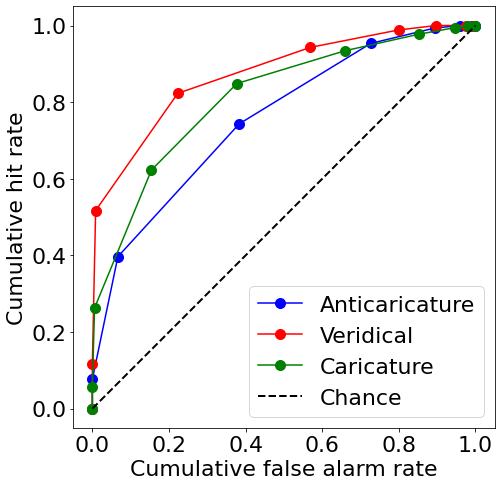 1.0
0.8
0.6
0.4
0.2
0.0
Cumulative hit rate
Anticaricature
Veridical
Caricature
Chance
0.0 0.2 0.4 0.6 0.8 1.0
Cumulative false alarm rate